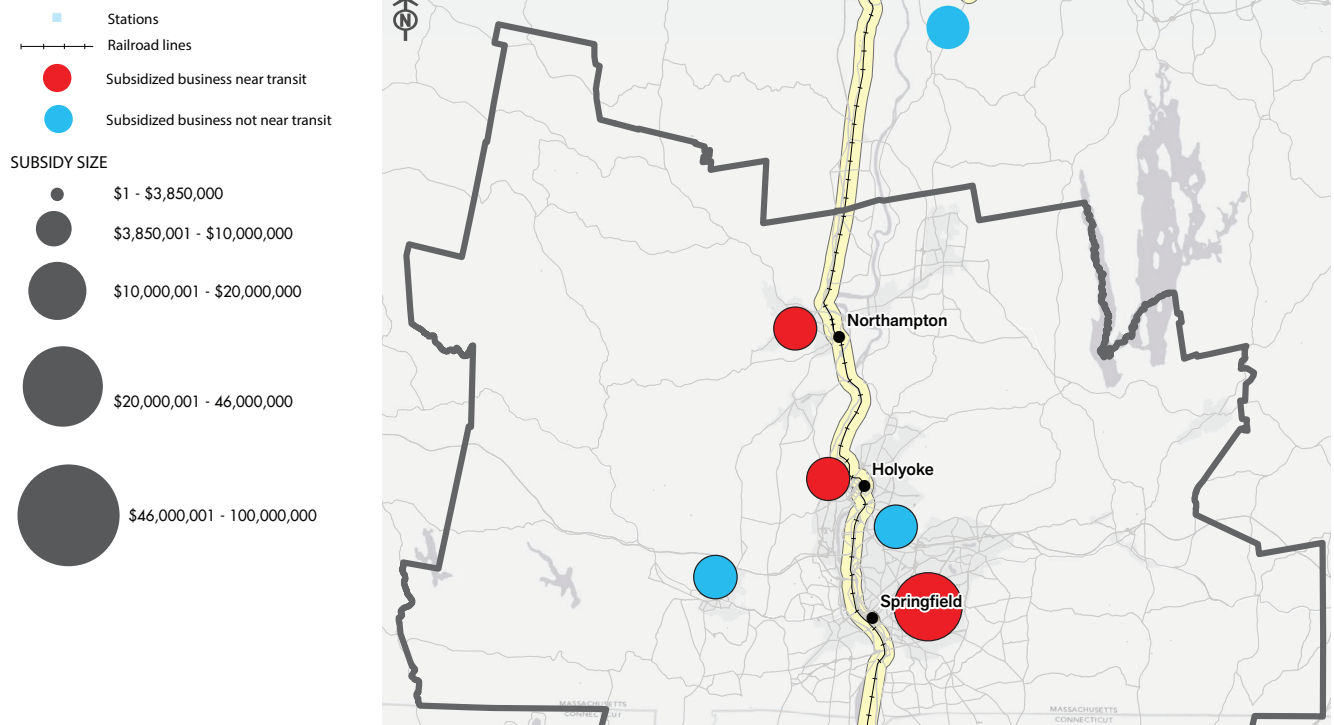 Stations
Railroad lines
Subsidized business near transit
Subsidized business not near transit
SUBSIDY SIZE
$1 - $3,850,000
$3,850,001 - $10,000,000
$10,000,001 - $20,000,000
$20,000,001 - 46,000,000
$46,000,001 - 100,000,000
N
Northampton
Holyoke
Springfield
MASSACHUSETTS
CONNECTICUT
MASSACHUSETTS
CONNECTICUT